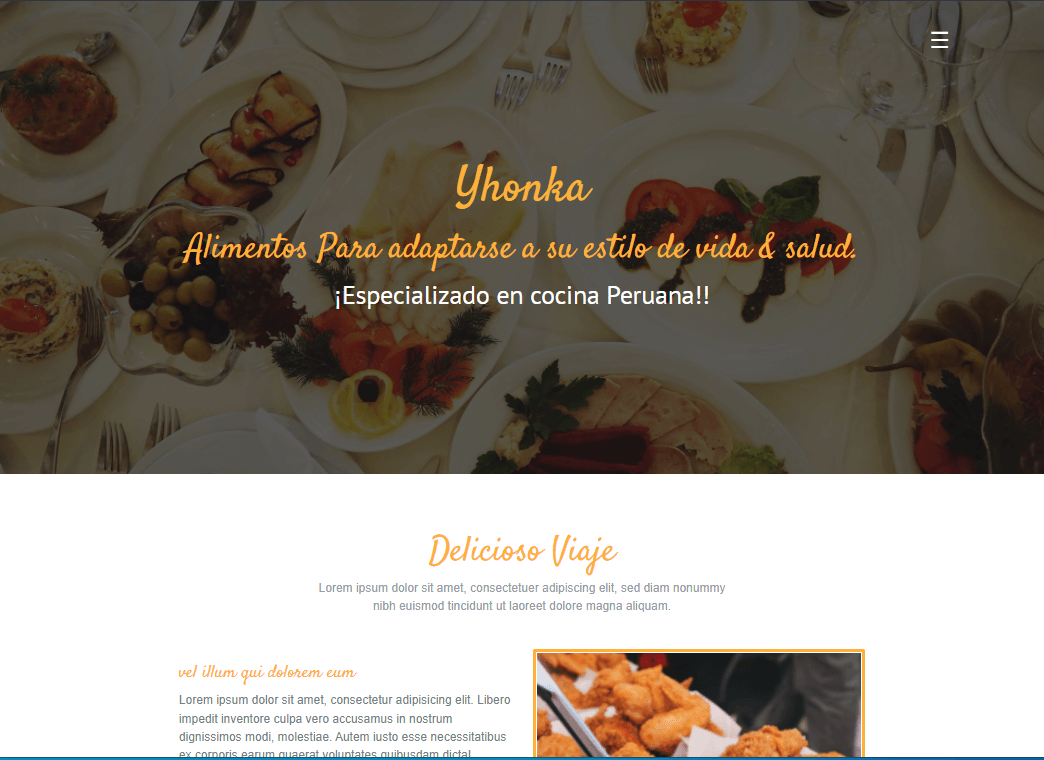 Yhonka
Alimentos Para adaptarse a su estilo de vida & salud.
¡Especializado en cocina Peruana!!
Delicioso Viaje
Lorem ipsum dolor sit amet, consectetuer adipiscing elit, sed diam nonummy
nibh euismod tincidunt ut laoreet dolore magna aliquam.
vel illum qui dolorem eum
Lorem ipsum dolor sit amet, consectetur adipisicing elit. Libero
impedit inventore culpa vero accusamus in nostrum
dignissimos modi, molestiae. Autem iusto esse necessitatibus
ex corporis earum quaerat voluptates quibusdam dicta!